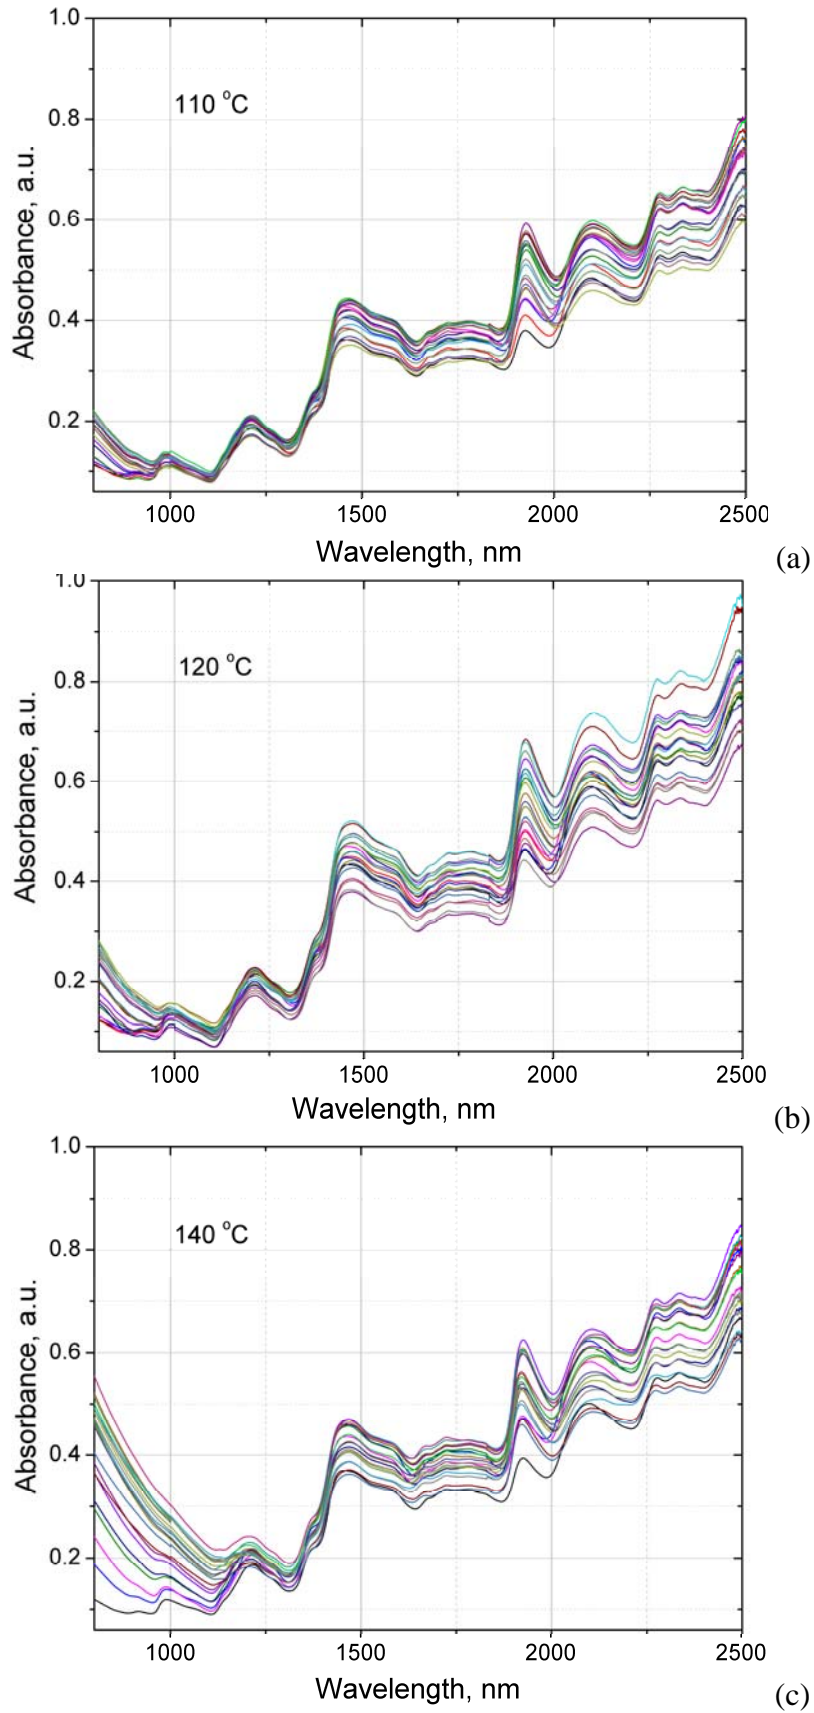 1.0
110 °C
0.8
0.6
0.4
0.2
Absorbance, a.u.
1000 1500 2000 2500
Wavelength, nm
(a)
1.0
120 °C
0.8
0.6
0.4
0.2
Absorbance, a.u.
1000 1500 2000 2500
Wavelength, nm
(b)
1.0
140 °C
0.8
0.6
0.4
0.2
Absorbance, a.u.
1000 1500 2000 2500
Wavelength, nm
(c)